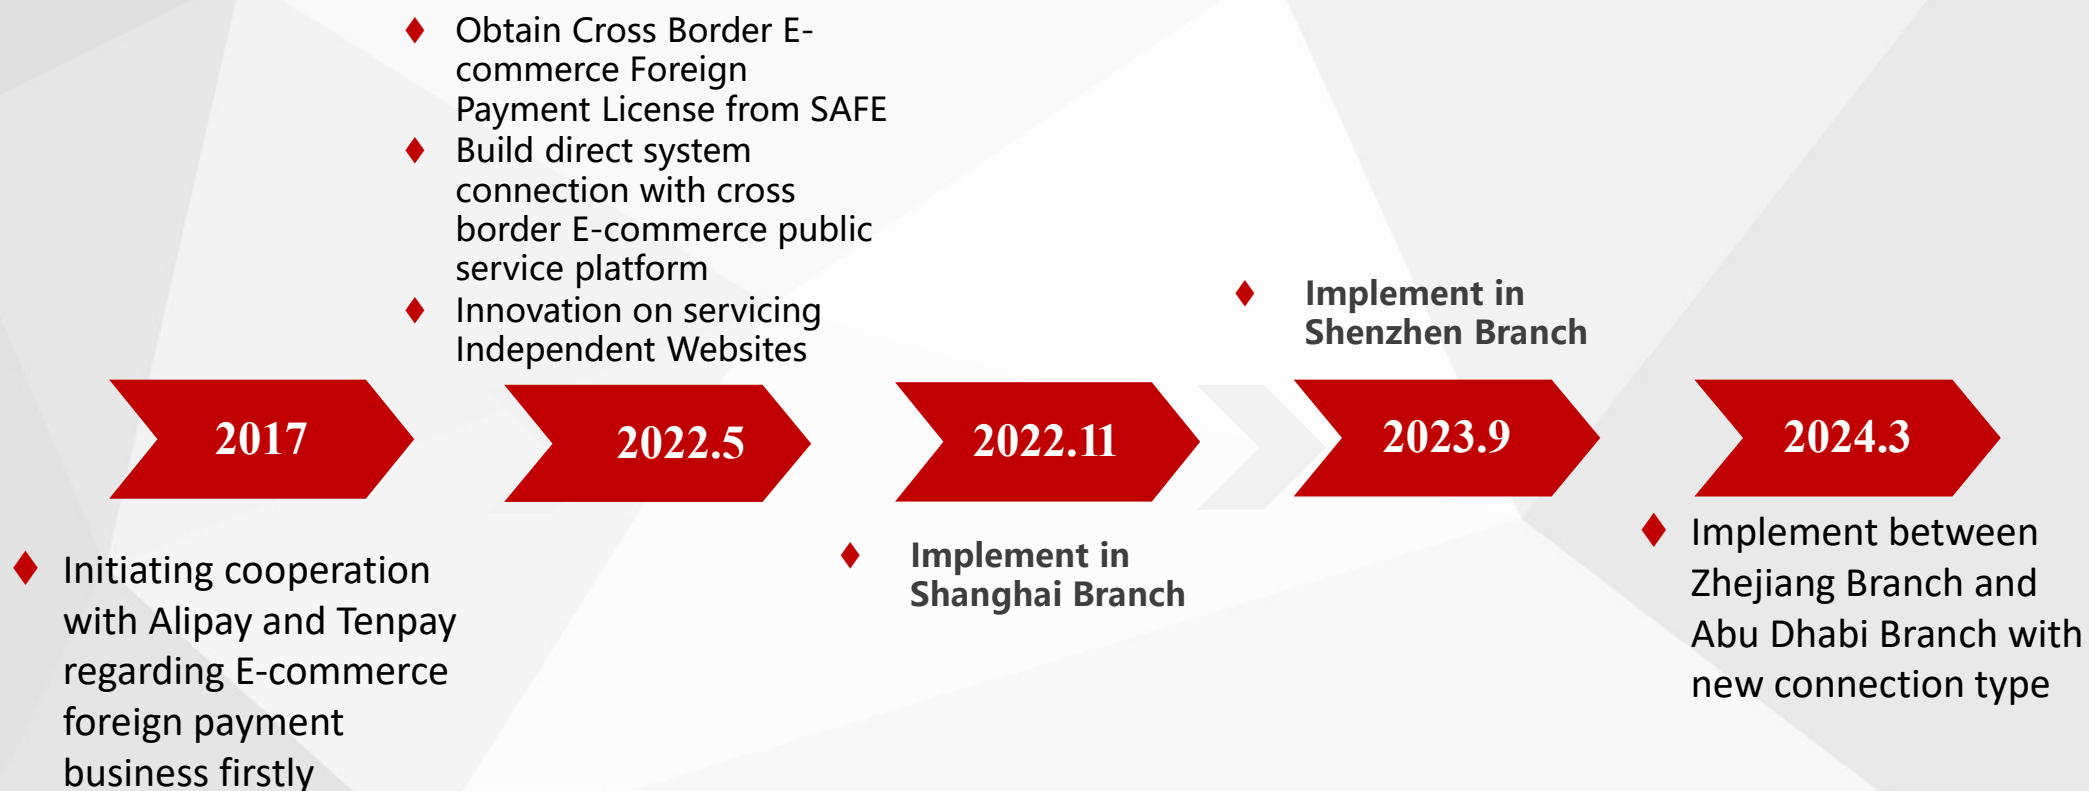 Obtain Cross Border E-
commerce Foreign
Payment License from SAFE
Build direct system
connection with cross
border E-commerce public
service platform
Innovation on servicing
Independent Websites
Implement in
Shenzhen Branch
2017
2022.5
2022.11
2023.9
2024.3
Initiating cooperation
with Alipay and Tenpay
regarding E-commerce
foreign payment
business firstly
Implement in
Shanghai Branch
Implement between
Zhejiang Branch and
Abu Dhabi Branch with
new connection type